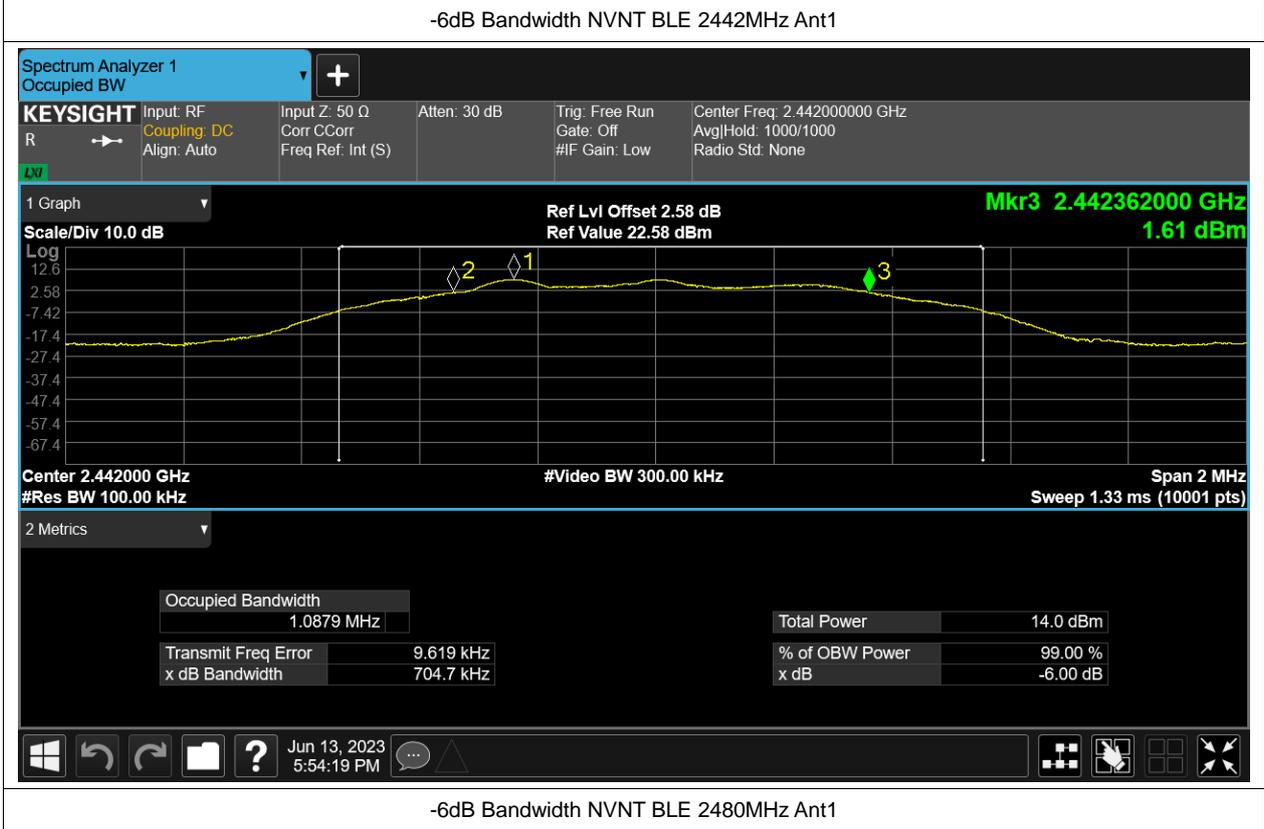 -6dB Bandwidth NVNT BLE 2442MHz Ant1
Spectrum Analyzer 1
Occupied BW
+
KEYSIGHT
R
LXI
Input: RF
Coupling: DC
Align: Auto
Input Z: 50 Ω
Corr CCorr
Freq Ref: Int (S)
Atten: 30 dB
Trig: Free Run
Gate: Off
#IF Gain: Low
Center Freq: 2.442000000 GHz
Avg|Hold: 1000/1000
Radio Std: None
1 Graph
Scale/Div 10.0 dB
Ref Lvl Offset 2.58 dB
Ref Value 22.58 dBm
Mkr3 2.442362000 GHz
1.61 dBm
Log
12.6
2.58
-7.42
-17.4
-27.4
-37.4
-47.4
-57.4
-67.4
2
1
3
Center 2.442000 GHz
#Video BW 300.00 kHz
Span 2 MHz
#Res BW 100.00 kHz
Sweep 1.33 ms (10001 pts)
2 Metrics
Occupied Bandwidth
1.0879 MHz
Total Power 14.0 dBm
Transmit Freq Error 9.619 kHz
% of OBW Power 99.00 %
x dB Bandwidth 704.7 kHz
x dB -6.00 dB
?
Jun 13, 2023
5:54:19 PM
-6dB Bandwidth NVNT BLE 2480MHz Ant1